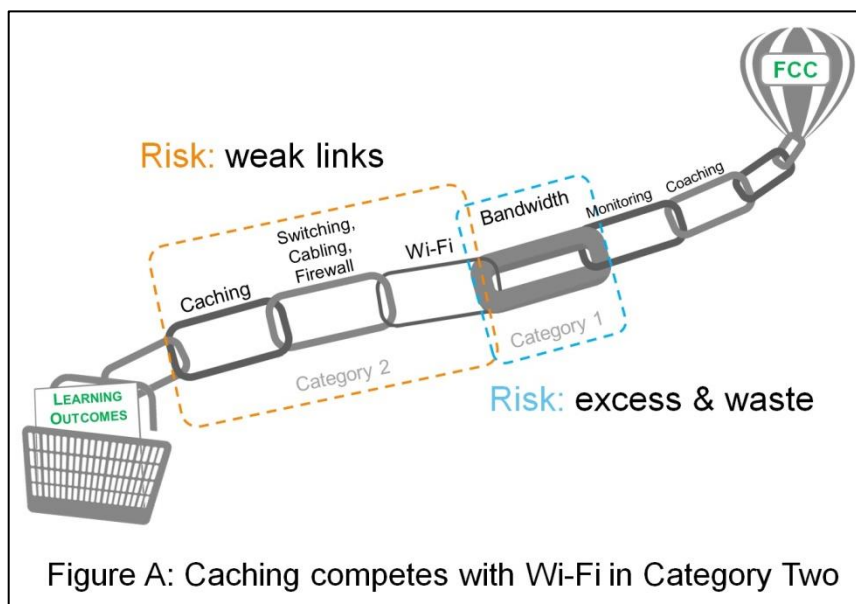 FCC
Risk: weak links
Coaching
Monitoring
Bandwidth
Switching,
Cabling,
Firewall
Wi-Fi
Caching
Category 1
Category 2
LEARNING
OUTCOMES
Risk: excess & waste
Figure A: Caching competes with Wi-Fi in Category Two